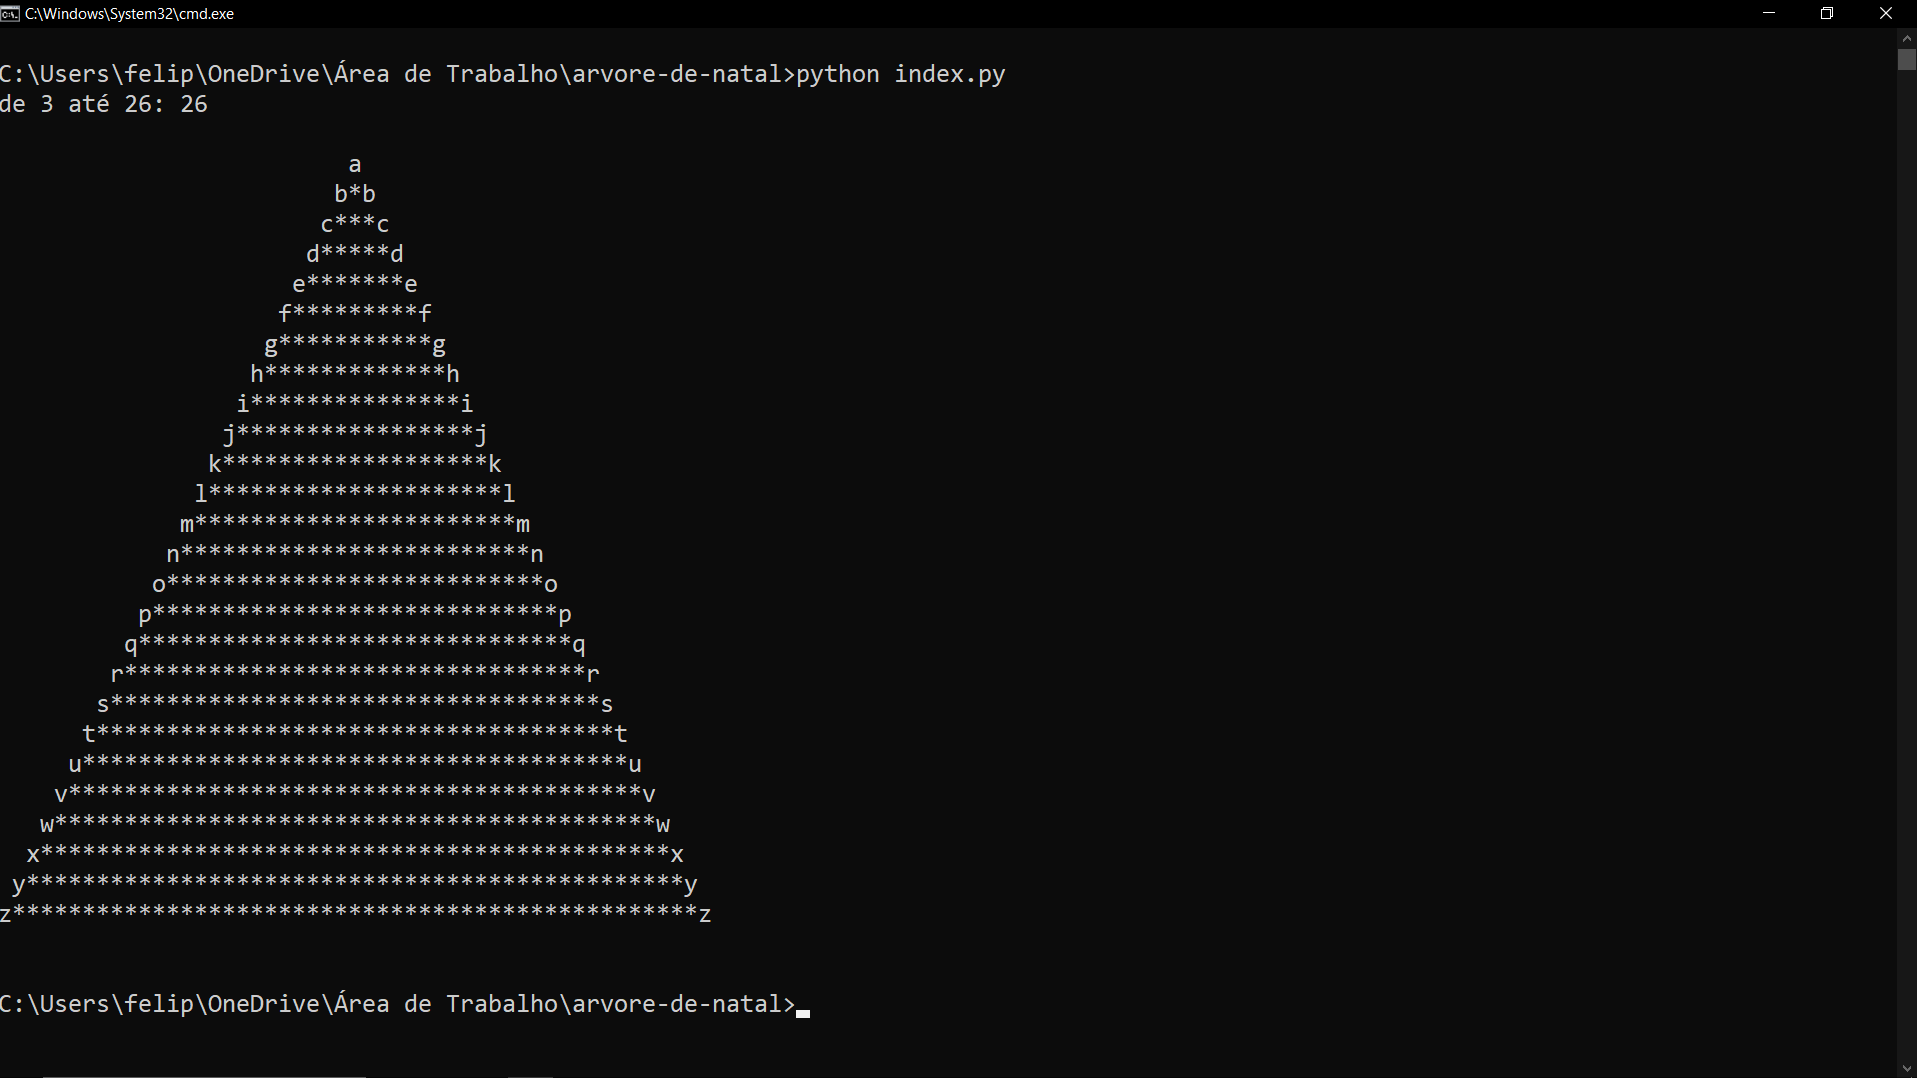 C:\Windows\System32\cmd.exe
C:\Users\felip\OneDrive\Área de Trabalho\arvore-de-natal>python index.py
de 3 até 26: 26
a
b*b
c***c
d*****d
e*******e
f*********f
g***********g
h*************h
i***************i
j*****************j
k*******************k
l*********************l
m***********************m
n*************************n
o***************************o
p*****************************p
q*******************************q
r*********************************r
s***********************************s
t*************************************t
u***************************************u
v*****************************************v
w*******************************************w
x*********************************************x
y***********************************************y
z*************************************************z
C:\Users\felip\OneDrive\Área de Trabalho\arvore-de-natal>